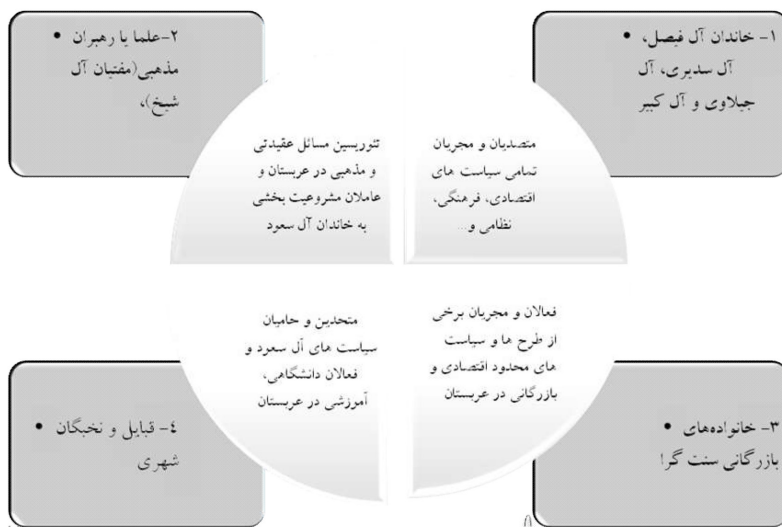 ۱- خاندان آل فیصل، •
آل سدیری، آل
جیلاوی و آل کبیر
متصدیان و مجریان
تمامی سیاست های
اقتصادی، فرهنگی،
نظامی و...
۲-علما یا رهبران •
مذهبی(مفتیان آل
شیخ)،
تئوریسین مسائل عقیدتی
و مذهبی در عربستان و
عاملان مشروعیت بخشی
به خاندان آل سعود
۳- خانواده‌های •
بازرگانی سنت گرا
فعالان و مجریان برخی
از طرح ها و سیاست
های محدود اقتصادی و
بازرگانی در عربستان
٤- قبایل و نخبگان •
شهری
متحدین و حامیان
سیاست های آل سعود و
فعالان دانشگاهی،
آموزشی در عربستان
()